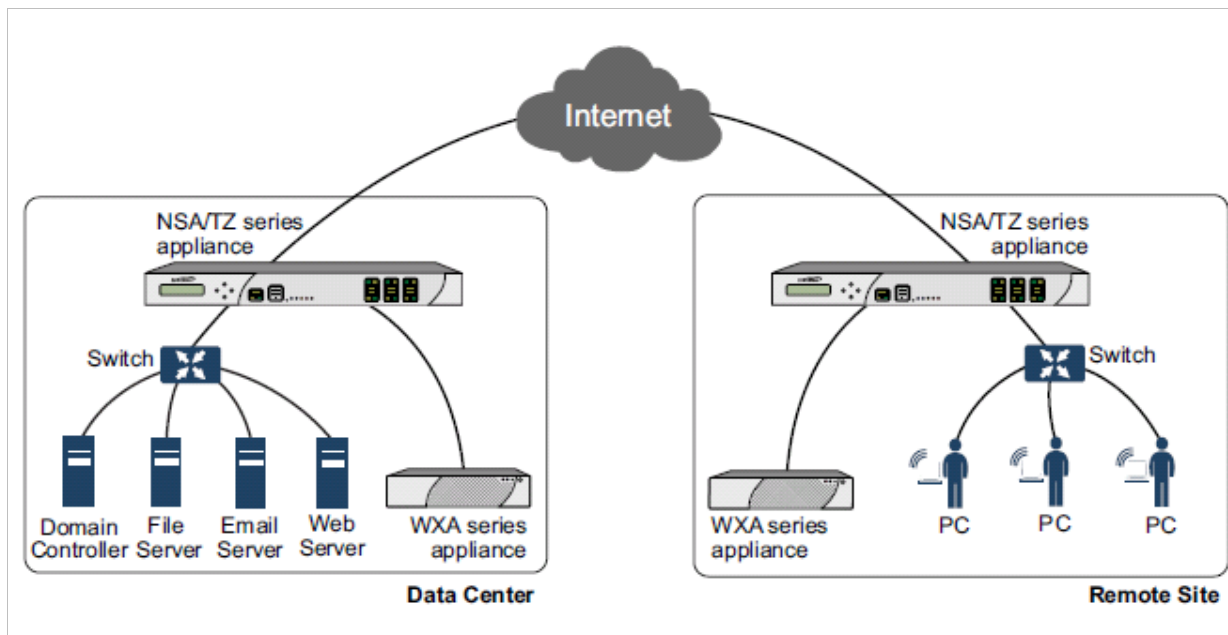 Internet
NSA/TZ series
appliance
NSA/TZ series
appliance
Switch
Switch
Domain
Controller
File
Server
Email
Server
Web
Server
WXA series
appliance
WXA series
appliance
PC
PC
PC
Data Center
Remote Site